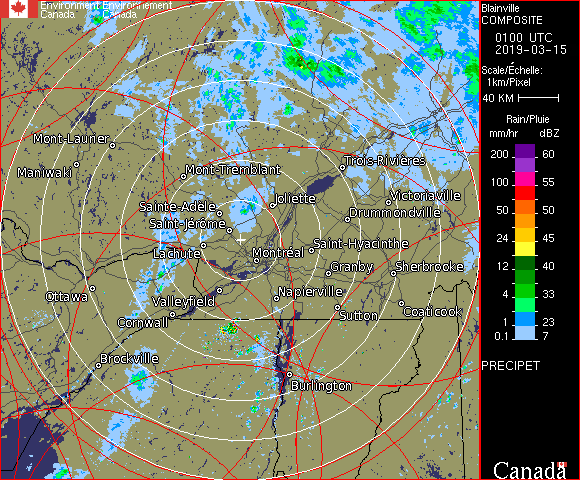 Environment Environnement
Canada Canada
Blainville
COMPOSITE
0100 UTC
2019-03-15
Scale/Échelle:
1km/Pixel
40 KM
Rain/Pluie
mm/hr dBZ
200 60
100 55
50 50
24 45
12 40
4 33
1 23
0.1 7
PRECIPET
Canada
Mont-Laurier
Maniwaki
Mont-Tremblant
Trois-Rivières
Sainte-Adèle
Joliette
Victoriaville
Saint-Jérôme
Drummondville
Lachute
Montréal
Saint-Hyacinthe
Granby
Sherbrooke
Ottawa
Valleyfield
Napierville
Cornwall
Sutton
Coaticook
Brockville
Burlington